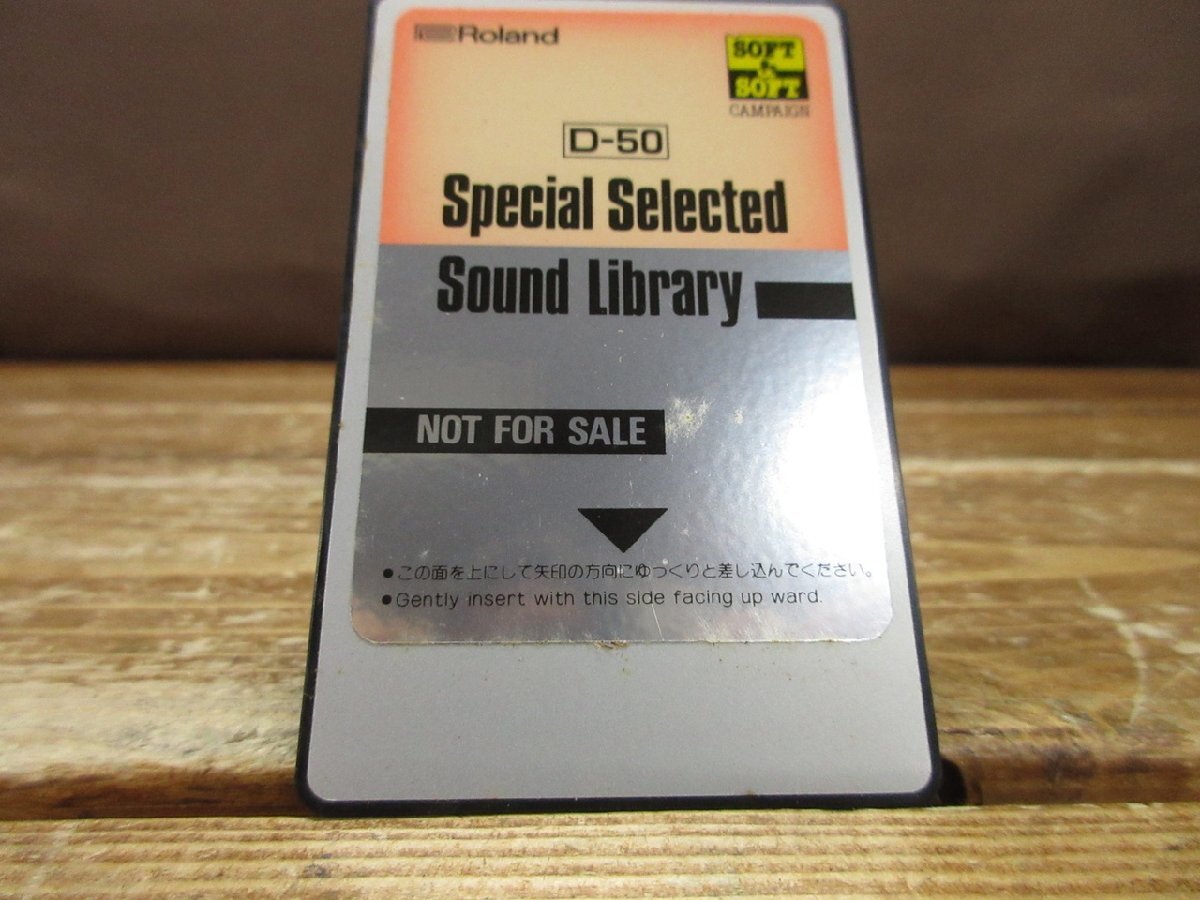 Roland
SOFT
&
SOFT
CAMPAIGN
D-50
Special Selected
Sound Library
NOT FOR SALE
●この面を上にして矢印の方向にゆっくりと差し込んでください。
●Gently insert with this side facing up ward.